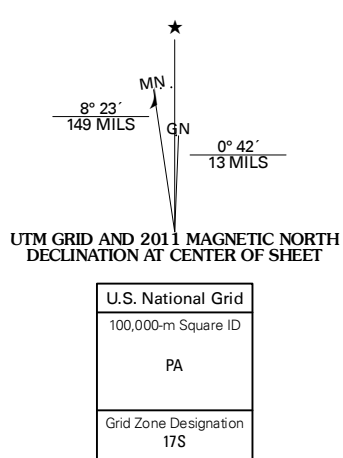 ★
MN
8° 23´
149 MILS
GN
0° 42´
13 MILS
UTM GRID AND 2011 MAGNETIC NORTH
DECLINATION AT CENTER OF SHEET
U.S. National Grid
100,000-m Square ID
PA
Grid Zone Designation
17S